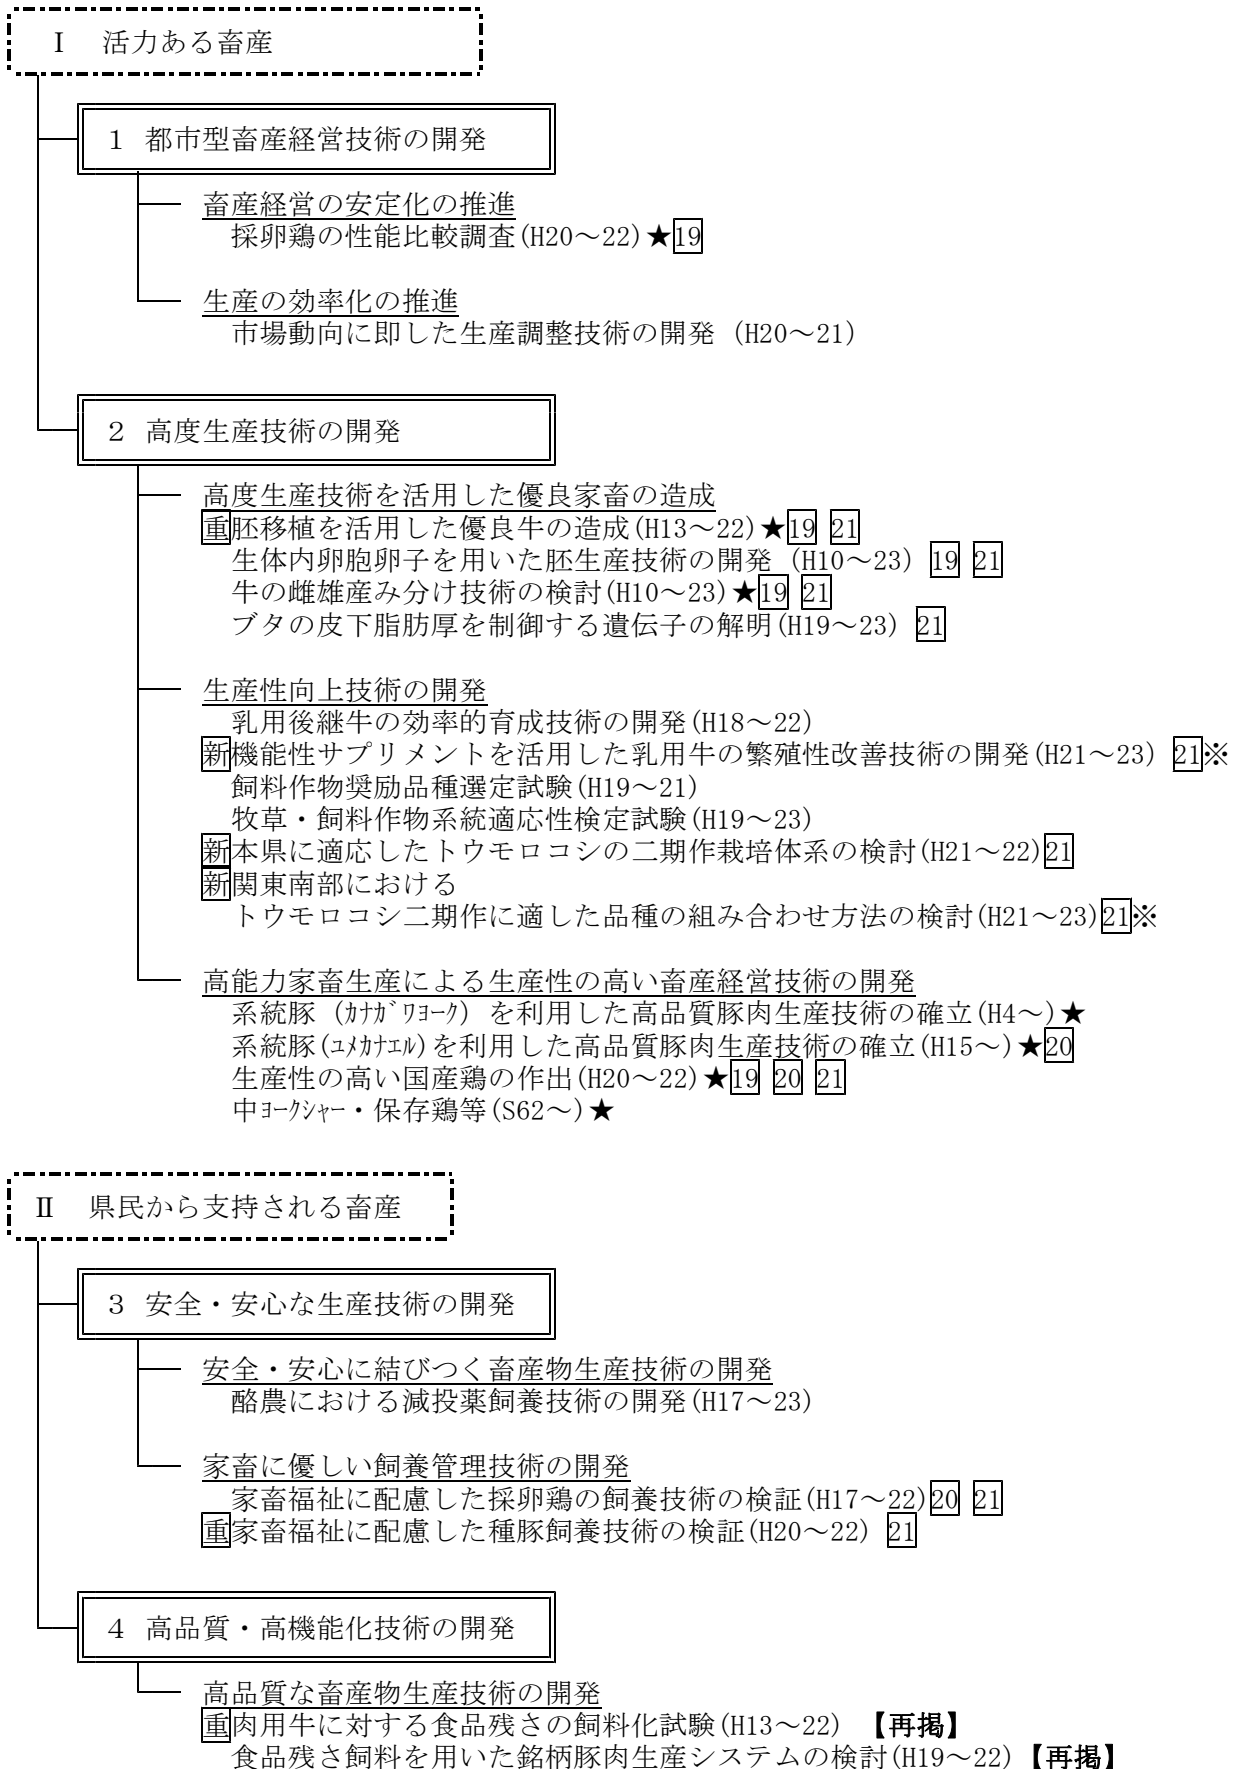 Ⅰ 活力ある畜産
1 都市型畜産経営技術の開発
畜産経営の安定化の推進
採卵鶏の性能比較調査(H20～22)★19
生産の効率化の推進
市場動向に即した生産調整技術の開発 (H20～21)
2 高度生産技術の開発
高度生産技術を活用した優良家畜の造成
重胚移植を活用した優良牛の造成(H13～22)★19 21
生体内卵胞卵子を用いた胚生産技術の開発 (H10～23) 19 21
牛の雌雄産み分け技術の検討(H10～23)★19 21
ブタの皮下脂肪厚を制御する遺伝子の解明(H19～23) 21
生産性向上技術の開発
乳用後継牛の効率的育成技術の開発(H18～22)
新機能性サプリメントを活用した乳用牛の繁殖性改善技術の開発(H21～23) 21※
飼料作物奨励品種選定試験(H19～21)
牧草・飼料作物系統適応性検定試験(H19～23)
新本県に適応したトウモロコシの二期作栽培体系の検討(H21～22)21
新関東南部における
トウモロコシ二期作に適した品種の組み合わせ方法の検討(H21～23)21※
高能力家畜生産による生産性の高い畜産経営技術の開発
系統豚 (ｶﾅｶﾞﾜﾖｰｸ) を利用した高品質豚肉生産技術の確立(H4～)★
系統豚(ﾕﾒｶﾅｴﾙ)を利用した高品質豚肉生産技術の確立(H15～)★20
生産性の高い国産鶏の作出(H20～22)★19 20 21
中ﾖｰｸｼｬｰ・保存鶏等(S62～)★
Ⅱ 県民から支持される畜産
3 安全・安心な生産技術の開発
安全・安心に結びつく畜産物生産技術の開発
酪農における減投薬飼養技術の開発(H17～23)
家畜に優しい飼養管理技術の開発
家畜福祉に配慮した採卵鶏の飼養技術の検証(H17～22)20 21
重家畜福祉に配慮した種豚飼養技術の検証(H20～22) 21
4 高品質・高機能化技術の開発
高品質な畜産物生産技術の開発
重肉用牛に対する食品残さの飼料化試験(H13～22) 【再掲】
食品残さ飼料を用いた銘柄豚肉生産システムの検討(H19～22)【再掲】